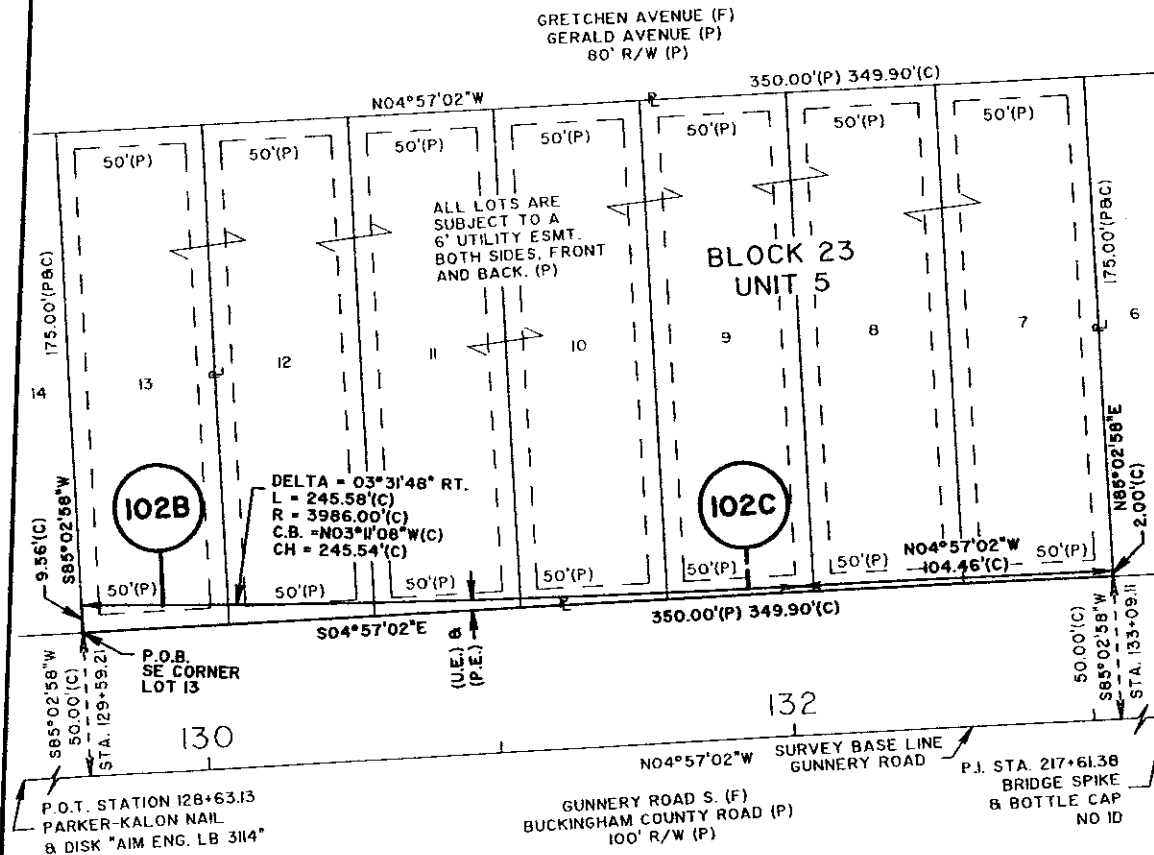 GRETCHEN AVENUE (F)
GERALD AVENUE (P)
80' R/W (P)
N04°57'02"W
350.00'(P) 349.90'(C)
50'(P)
50'(P)
50'(P)
50'(P)
50'(P)
50'(P)
50'(P)
175.00'(P&C)
ALL LOTS ARE
SUBJECT TO A
6' UTILITY ESMT.
BOTH SIDES, FRONT
AND BACK. (P)
BLOCK 23
UNIT 5
175.00'(P&C)
14
13
12
11
10
9
8
7
6
102B
102C
DELTA = 03°31'48" RT.
L = 245.58'(C)
R = 3986.00'(C)
C.B. =N03°11'08"W(C)
CH = 245.54'(C)
9.56'(C)
S85°02'58"W
N04°57'02"W
104.46'(C)
N85°02'58"E
2.00'(C)
50'(P)
50'(P)
50'(P)
50'(P)
50'(P)
50'(P)
50'(P)
S04°57'02"E
(U.E.) &
(P.E.)
350.00'(P) 349.90'(C)
P.O.B.
SE CORNER
LOT 13
S85°02'58"W
50.00'(C)
STA. 129+59.21
50.00'(C)
S85°02'58"W
STA. 133+09.11
130
132
N04°57'02"W
SURVEY BASE LINE
GUNNERY ROAD
P.O.T. STATION 128+63.13
PARKER-KALON NAIL
& DISK "AIM ENG. LB 3114"
GUNNERY ROAD S. (F)
BUCKINGHAM COUNTY ROAD (P)
100' R/W (P)
P.I. STA. 217+61.38
BRIDGE SPIKE
& BOTTLE CAP
NO ID